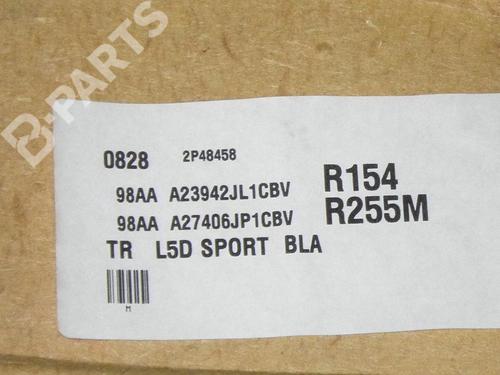 B-PARTS
0828 2P48458
98AA A23942JL1CBV R154
98AA A27406JP1CBV R255M
TR L5D SPORT BLA
M